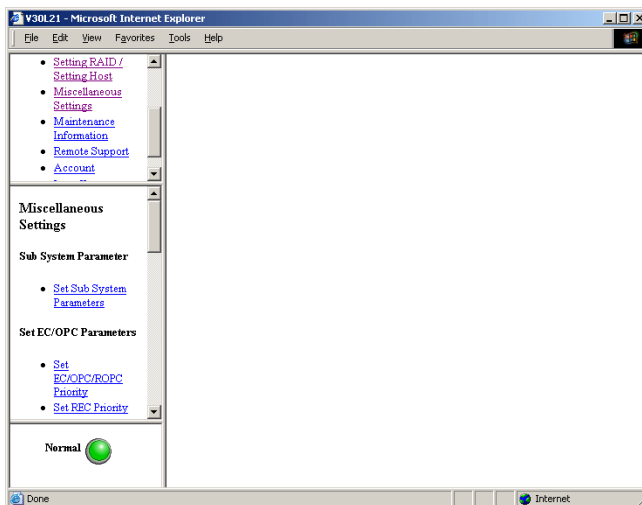 V30L21 - Microsoft Internet Explorer
File Edit View Favorites Tools Help
Setting RAID /
Setting Host
Miscellaneous
Settings
Maintenance
Information
Remote Support
Account
Miscellaneous
Settings
Sub System Parameter
Set Sub System
Parameters
Set EC/OPC Parameters
Set
EC/OPC/ROPC
Priority
Set REC Priority
Normal
Done
Internet